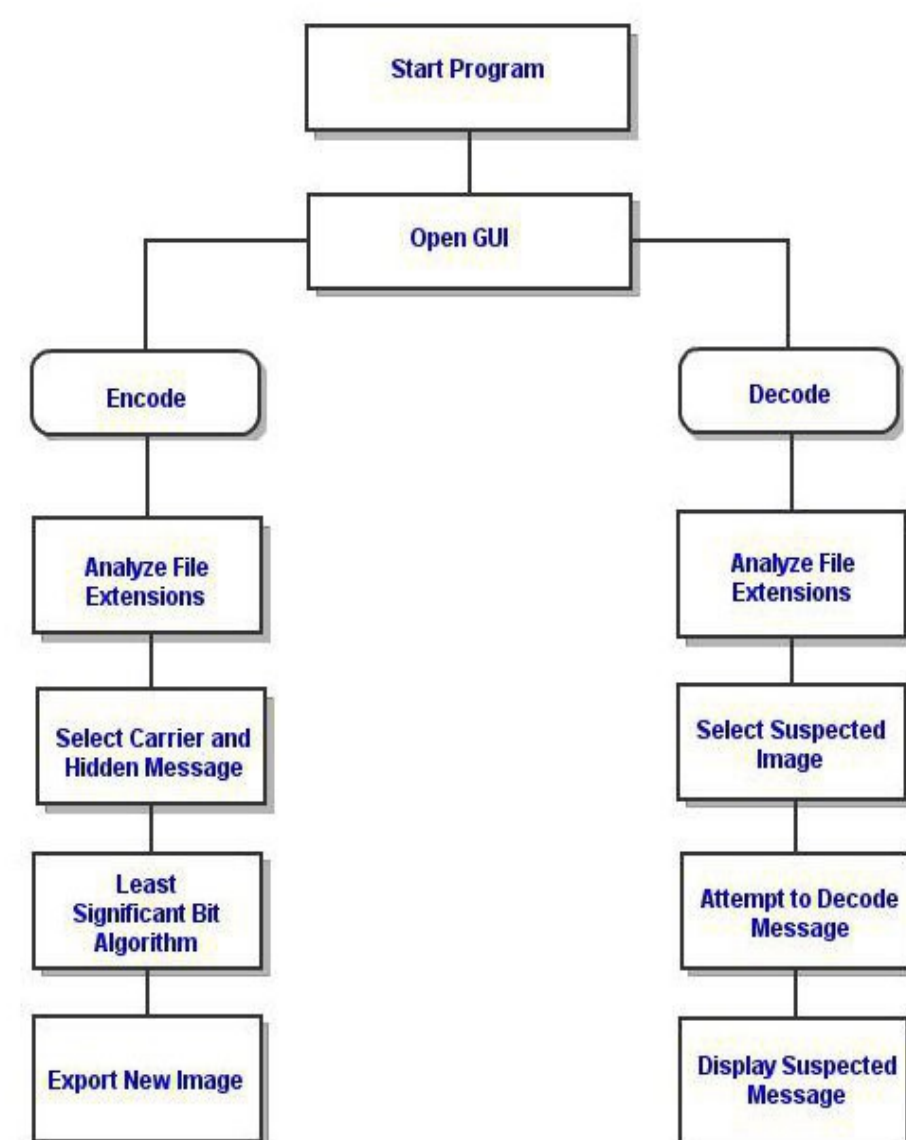 Start Program
Open GUI
Encode
Analyze File
Extensions
Select Carrier and
Hidden Message
Least
Significant Bit
Algorithm
Export New Image
Decode
Analyze File
Extensions
Select Suspected
Image
Attempt to Decode
Message
Display Suspected
Message